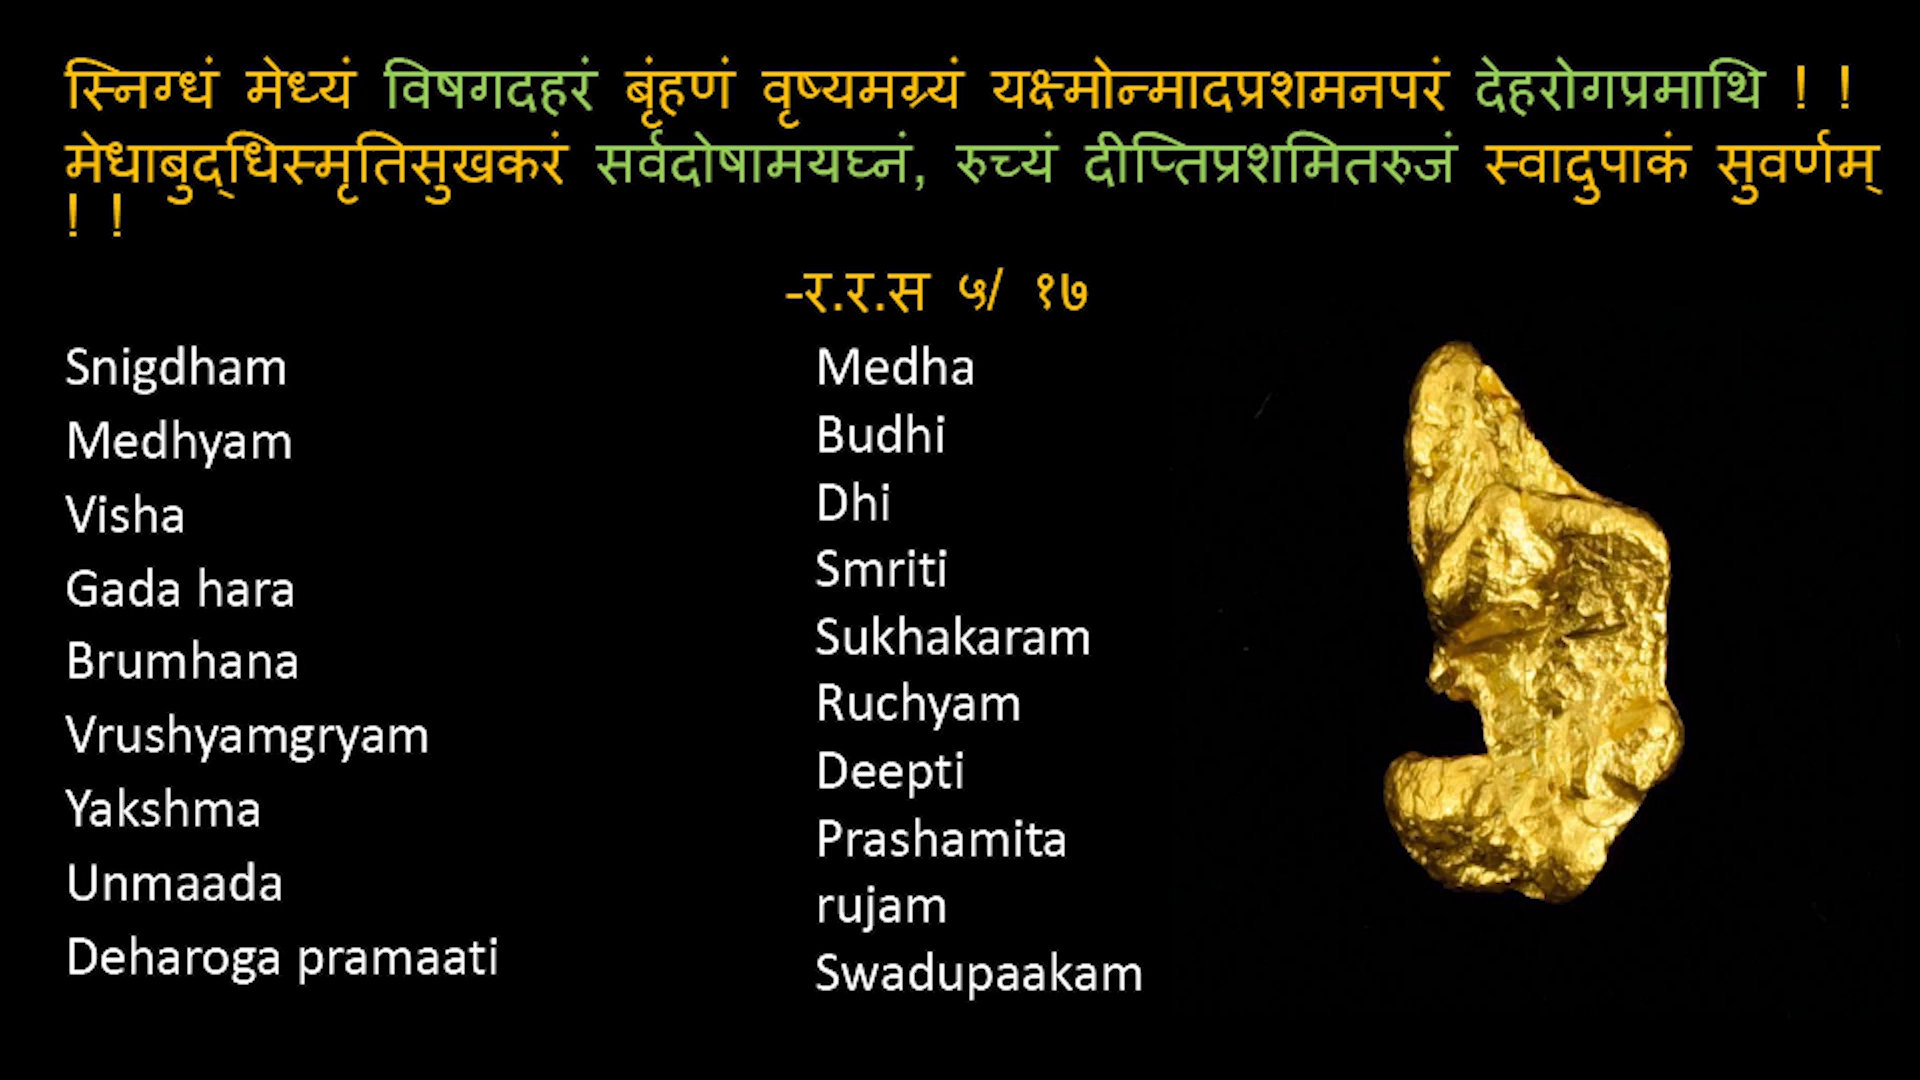 स्निग्धं मेध्यं विषगदहरं बृंहणं वृष्यमग्र्यं यक्ष्मोन्मादप्रशमनपरं देहरोगप्रमाथि ! !
मेधाबुद्धिस्मृतिसुखकरं सर्वदोषामयघ्नं, रुच्यं दीप्तिप्रशमितरुजं स्वादुपाकं सुवर्णम्
! !
-र.र.स ५/ १७
Snigdham
Medhyam
Visha
Gada hara
Brumhana
Vrushyamgryam
Yakshma
Unmaada
Deharoga pramaati
Medha
Budhi
Dhi
Smriti
Sukhakaram
Ruchyam
Deepti
Prashamita
rujam
Swadupaakam